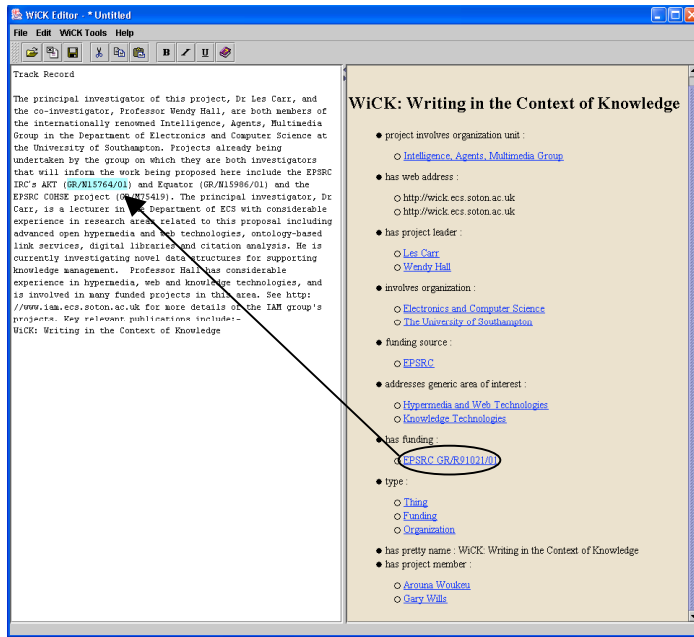 WiCK Editor - * Untitled
File Edit WiCK Tools Help
B I U
Track Record
The principal investigator of this project, Dr Les Carr, and
the co-investigator, Professor Wendy Hall, are both members of
the internationally renowned Intelligence, Agents, Multimedia
Group in the Department of Electronics and Computer Science at
the University of Southampton. Projects already being
undertaken by the group on which they are both investigators
that will inform the work being proposed here include the EPSRC
IRC's AKT (GR/N15764/01) and Equator (GR/N15986/01) and the
EPSRC COHSE project (GR/M75419). The principal investigator, Dr
Carr, is a lecturer in the Department of ECS with considerable
experience in research areas related to this proposal including
advanced open hypermedia and web technologies, ontology-based
link services, digital libraries and citation analysis. He is
currently investigating novel data structures for supporting
knowledge management. Professor Hall has considerable
experience in hypermedia, web and knowledge technologies, and
is involved in many funded projects in this area. See http:
//www.iam.ecs.soton.ac.uk for more details of the IAM group's
projects. Key relevant publications include:-
WiCK: Writing in the Context of Knowledge
WiCK: Writing in the Context of Knowledge
project involves organization unit :
Intelligence, Agents, Multimedia Group
has web address :
http://wick.ecs.soton.ac.uk
http://wick.ecs.soton.ac.uk
has project leader :
Les Carr
Wendy Hall
involves organization :
Electronics and Computer Science
The University of Southampton
funding source :
EPSRC
addresses generic area of interest :
Hypermedia and Web Technologies
Knowledge Technologies
has funding :
EPSRC GR/R91021/01
type :
Thing
Funding
Organization
has pretty name : WiCK: Writing in the Context of Knowledge
has project member :
Arouna Woukeu
Gary Wills